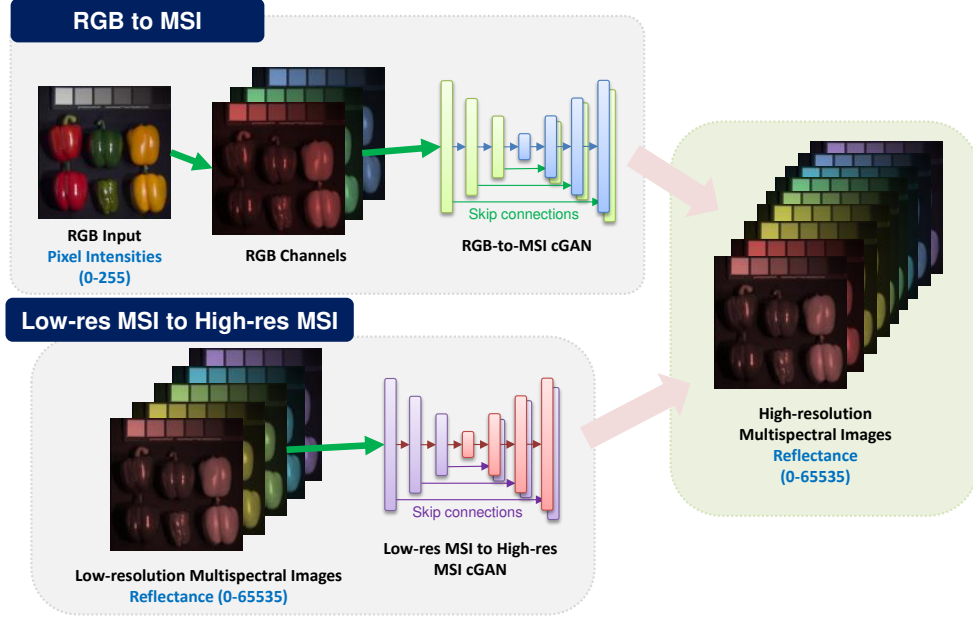 RGB to MSI
RGB Input
Pixel Intensities
(0-255)
RGB Channels
Skip connections
RGB-to-MSI cGAN
Low-res MSI to High-res MSI
Low-resolution Multispectral Images
Reflectance (0-65535)
Skip connections
Low-res MSI to High-res
MSI cGAN
High-resolution
Multispectral Images
Reflectance
(0-65535)